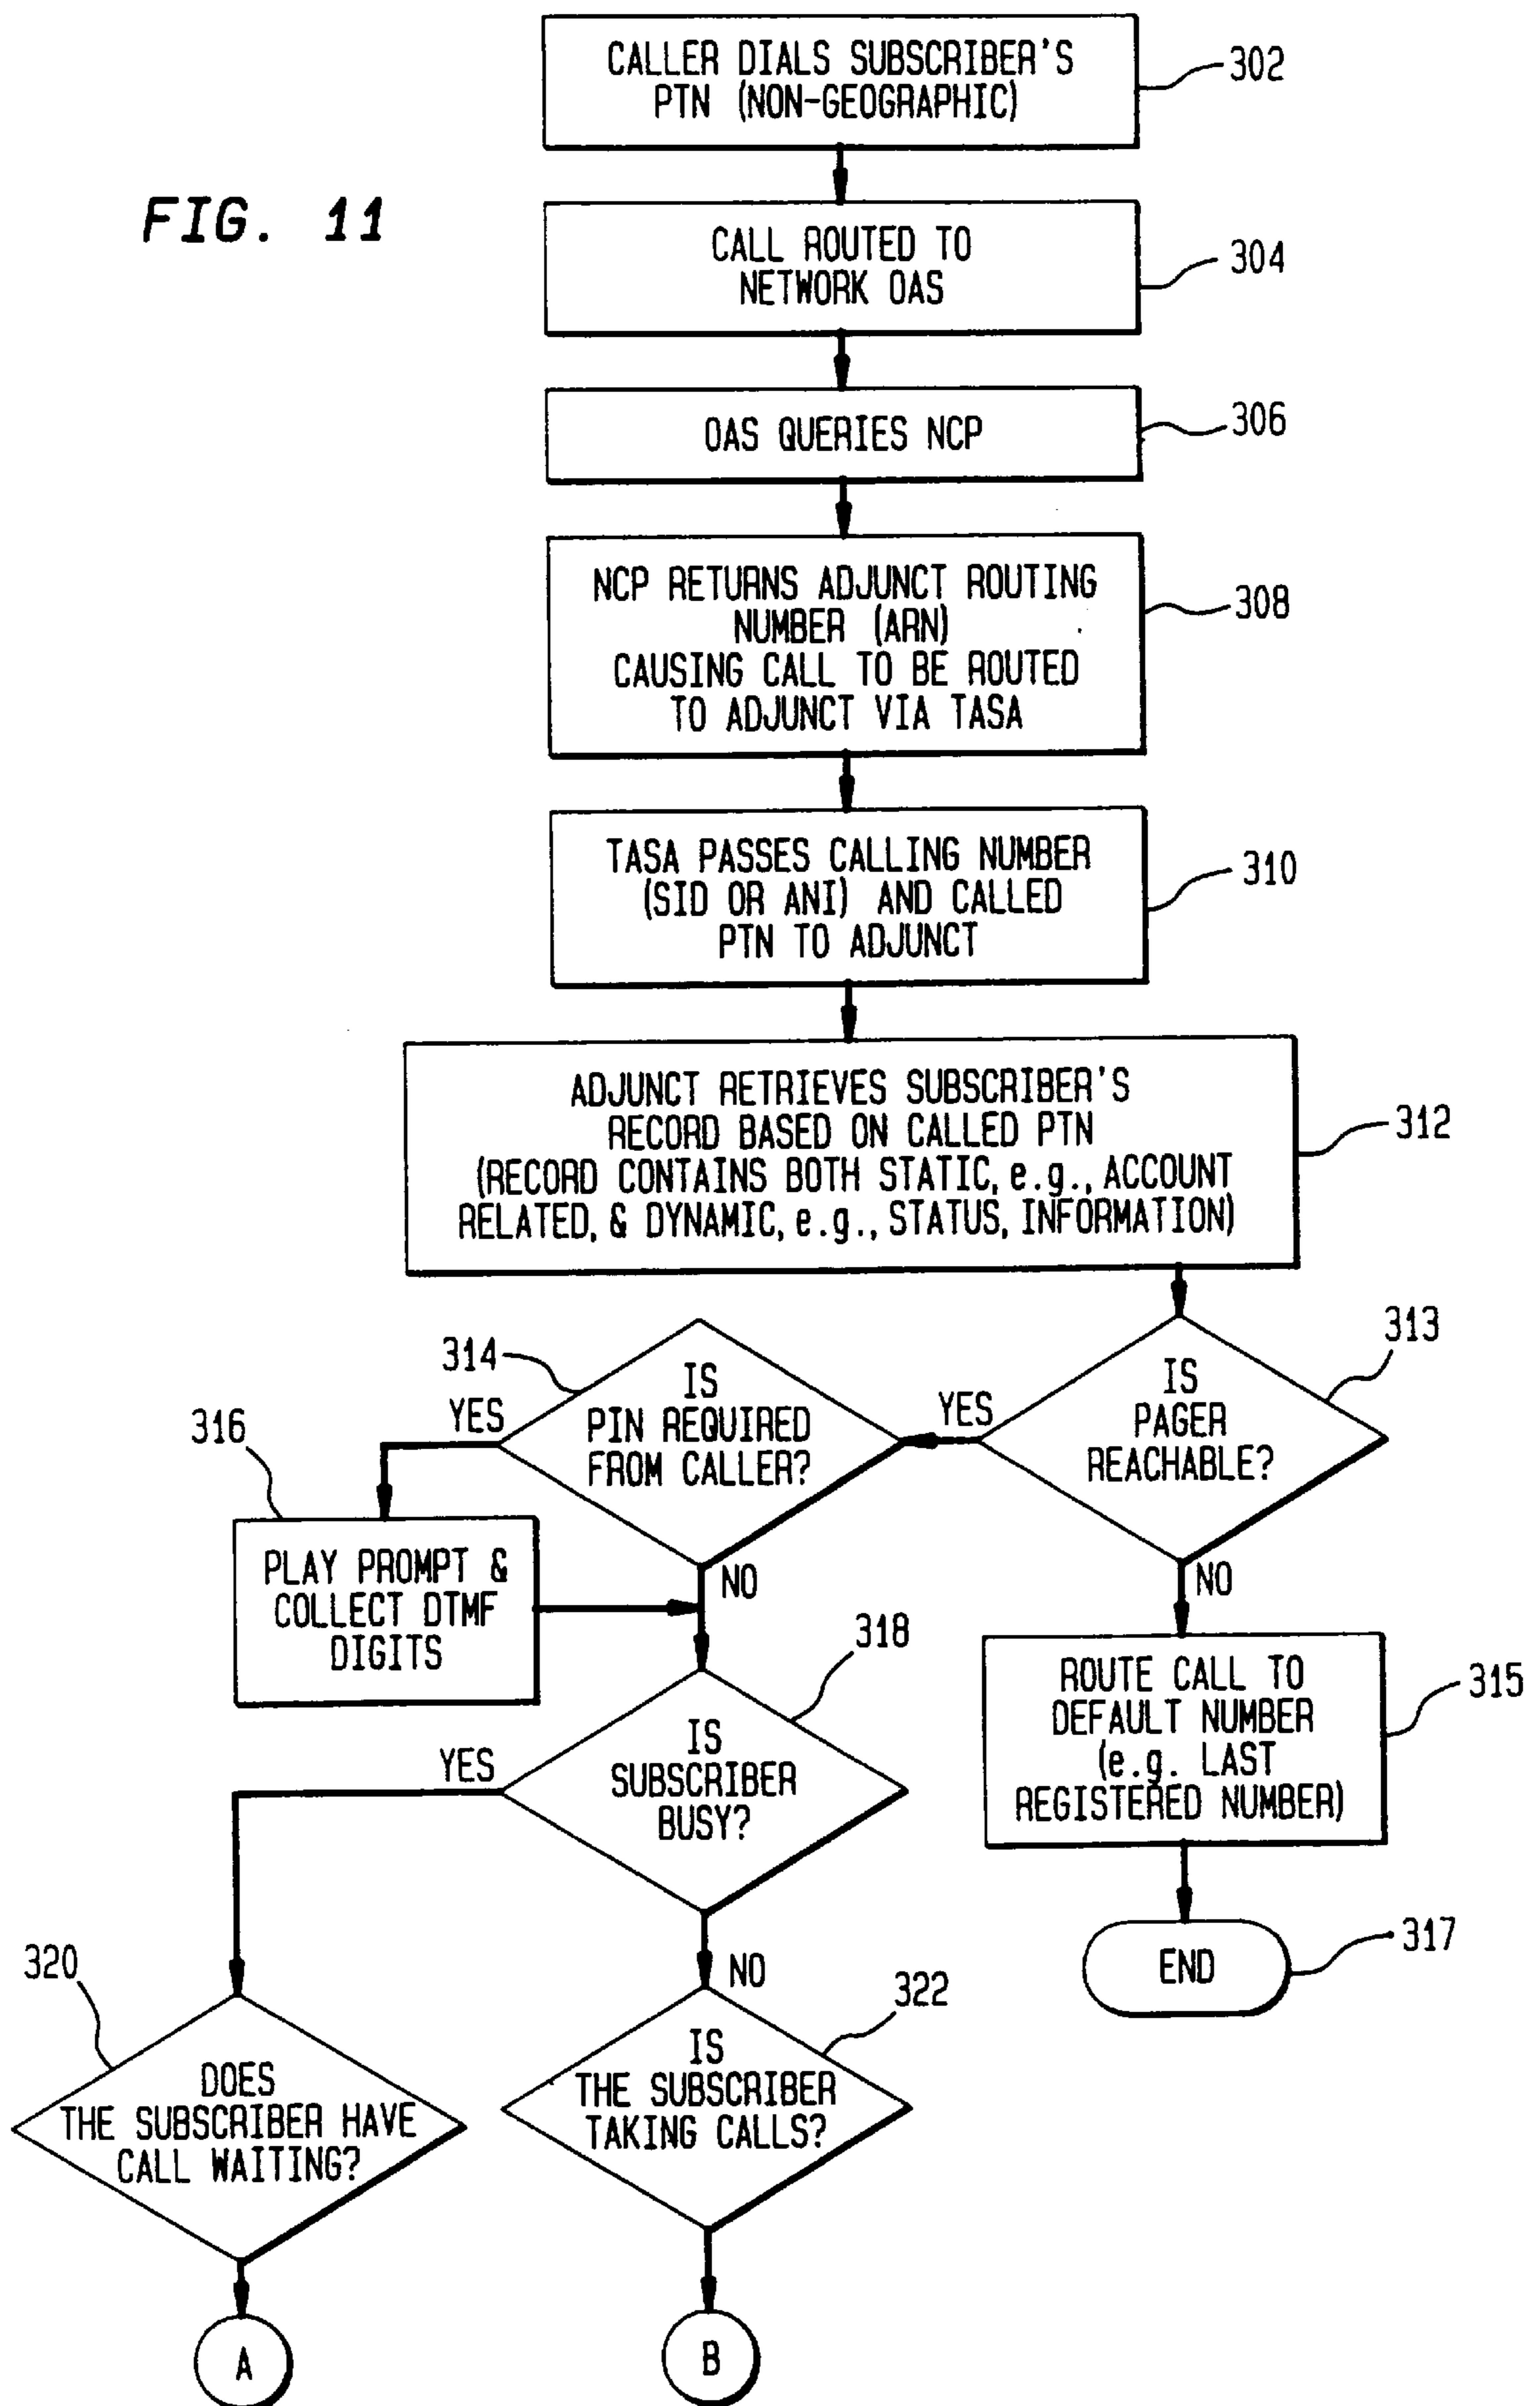 CALLER DIALS SUBSCRIBER'S
PTN (NON-GEOGRAPHIC)
302
FIG. 11
CALL ROUTED TO
NETWORK OAS
304
OAS QUERIES NCP
306
NCP RETURNS ADJUNCT ROUTING
NUMBER (ARN)
CAUSING CALL TO BE ROUTED
TO ADJUNCT VIA TASA
308
TASA PASSES CALLING NUMBER
(SID OR ANI) AND CALLED
PTN TO ADJUNCT
310
ADJUNCT RETRIEVES SUBSCRIBER'S
RECORD BASED ON CALLED PTN
(RECORD CONTAINS BOTH STATIC, e.g., ACCOUNT
RELATED, & DYNAMIC, e.g., STATUS, INFORMATION)
312
313
IS
PAGER
REACHABLE?
YES
NO
314
IS
PIN REQUIRED
FROM CALLER?
YES
NO
316
PLAY PROMPT &
COLLECT DTMF
DIGITS
ROUTE CALL TO
DEFAULT NUMBER
(e.g. LAST
REGISTERED NUMBER)
315
318
IS
SUBSCRIBER
BUSY?
YES
NO
END
317
320
DOES
THE SUBSCRIBER HAVE
CALL WAITING?
322
IS
THE SUBSCRIBER
TAKING CALLS?
A
B